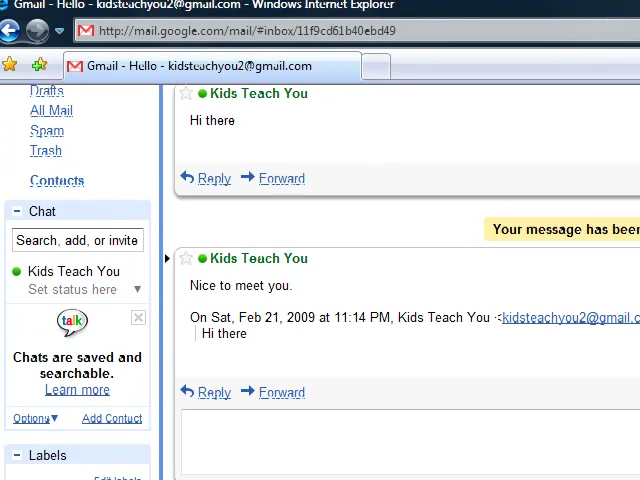 Gmail - Hello - kidsteachyou2@gmail.com - Windows Internet Explorer
http://mail.google.com/mail/#inbox/11f9cd61b40ebd49
Gmail - Hello - kidsteachyou2@gmail.com
Drafts
All Mail
Spam
Trash
Contacts
Chat
Search, add, or invite
Kids Teach You
Set status here
talk
Chats are saved and
searchable.
Learn more
Options
Add Contact
Labels
Edit labels
Kids Teach You
Hi there
Reply
Forward
Your message has been
Kids Teach You
Nice to meet you.
On Sat, Feb 21, 2009 at 11:14 PM, Kids Teach You <kidsteachyou2@gmail.c
Hi there
Reply
Forward